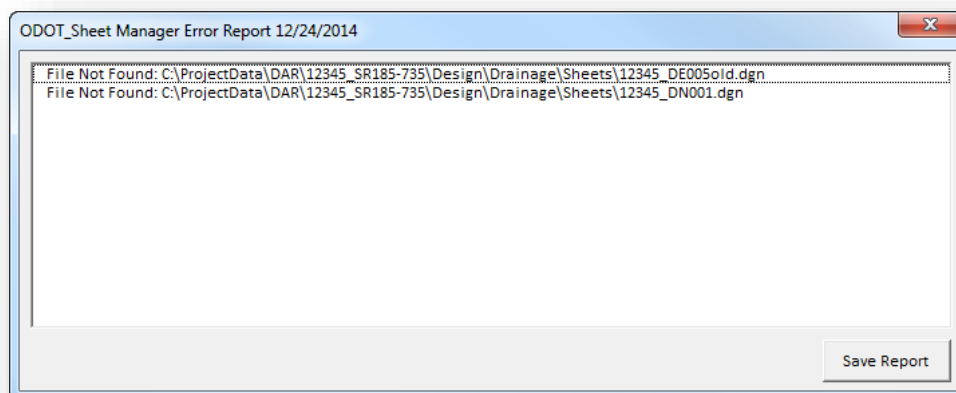 ODOT_Sheet Manager Error Report 12/24/2014
File Not Found: C:\ProjectData\DAR\12345_SR185-735\Design\Drainage\Sheets\12345_DE005old.dgn
File Not Found: C:\ProjectData\DAR\12345_SR185-735\Design\Drainage\Sheets\12345_DN001.dgn
Save Report